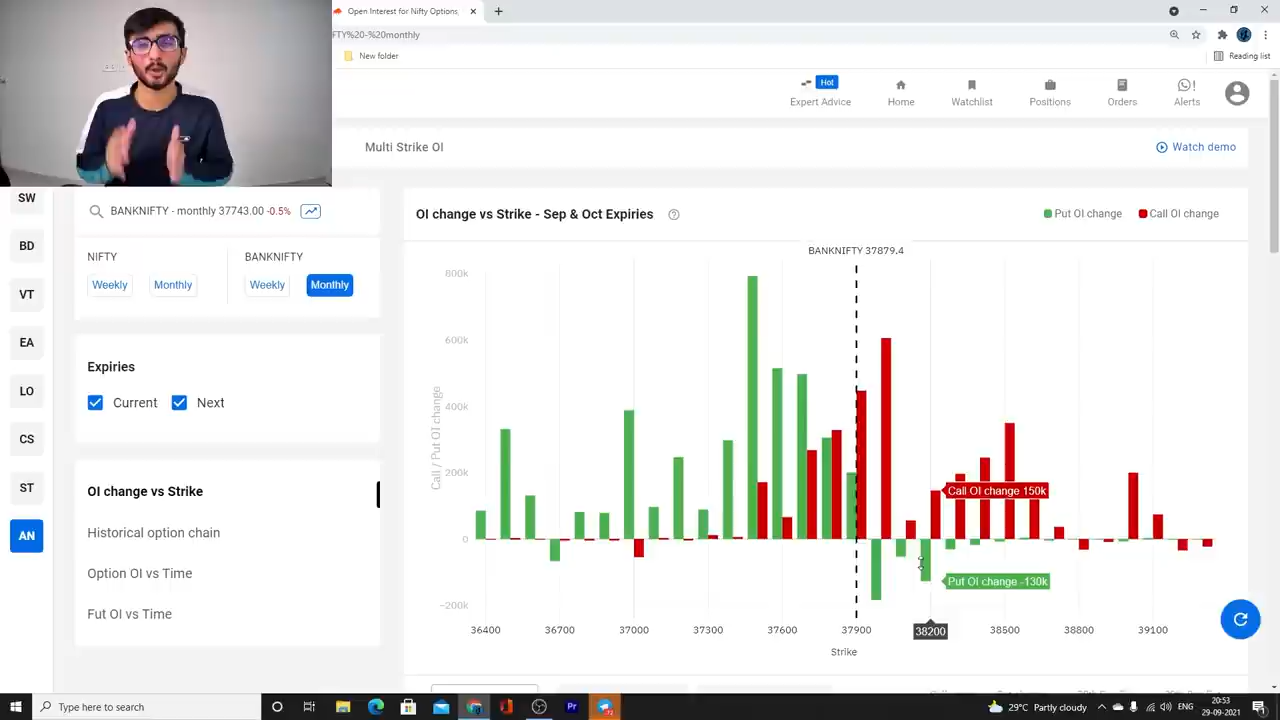 Open Interest for Nifty Options
FTY%20-%20monthly
New folder
Reading list
Hot
Expert Advice
Home
Watchlist
Positions
Orders
Alerts
Multi Strike OI
Watch demo
SW
BD
VT
EA
LO
CS
ST
AN
BANKNIFTY - monthly 37743.00 -0.5%
NIFTY
BANKNIFTY
Weekly
Monthly
Weekly
Monthly
Expiries
Current
Next
OI change vs Strike
Historical option chain
Option OI vs Time
Fut OI vs Time
OI change vs Strike - Sep & Oct Expiries
Put OI change
Call OI change
BANKNIFTY 37879.4
Call / Put OI change
800k
600k
400k
200k
0
-200k
Call OI change 150k
Put OI change -130k
36400
36700
37000
37300
37600
37900
38200
38500
38800
39100
Strike
Type here to search
Pr
72
29°C Partly cloudy
ENG
20:53
29-09-2021